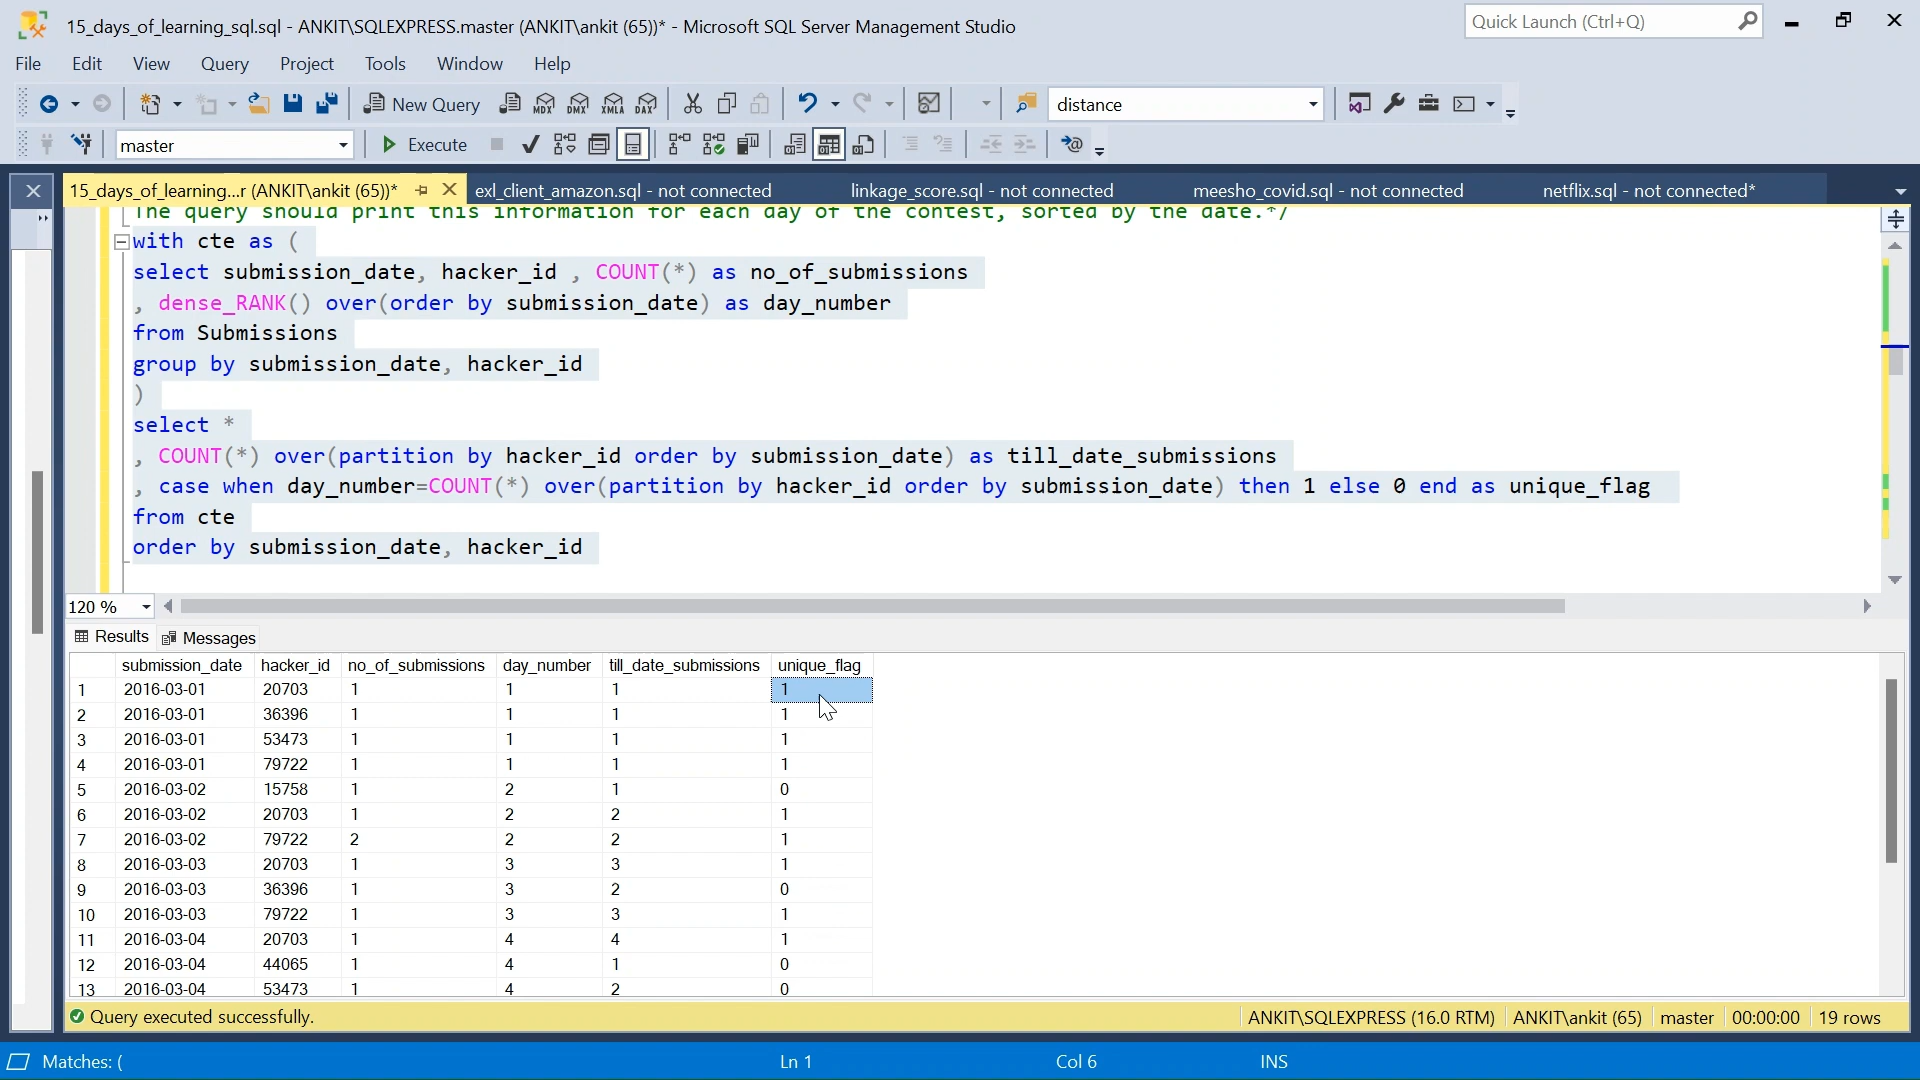 15_days_of_learning_sql.sql - ANKIT\SQLEXPRESS.master (ANKIT\ankit (65))* - Microsoft SQL Server Management Studio
Quick Launch (Ctrl+Q)
File Edit View Query Project Tools Window Help
New Query MDX DMX XMLA DAX distance
master Execute
15_days_of_learning...r (ANKIT\ankit (65))* exl_client_amazon.sql - not connected linkage_score.sql - not connected meesho_covid.sql - not connected netflix.sql - not connected*
The query should print this information for each day of the contest, sorted by the date.*/
with cte as (
select submission_date, hacker_id , COUNT(*) as no_of_submissions
, dense_RANK() over(order by submission_date) as day_number
from Submissions
group by submission_date, hacker_id
)
select *
, COUNT(*) over(partition by hacker_id order by submission_date) as till_date_submissions
, case when day_number=COUNT(*) over(partition by hacker_id order by submission_date) then 1 else 0 end as unique_flag
from cte
order by submission_date, hacker_id
120 %
Results Messages
submission_date hacker_id no_of_submissions day_number till_date_submissions unique_flag
1 2016-03-01 20703 1 1 1 1
2 2016-03-01 36396 1 1 1 1
3 2016-03-01 53473 1 1 1 1
4 2016-03-01 79722 1 1 1 1
5 2016-03-02 15758 1 2 1 0
6 2016-03-02 20703 1 2 2 1
7 2016-03-02 79722 2 2 2 1
8 2016-03-03 20703 1 3 3 1
9 2016-03-03 36396 1 3 2 0
10 2016-03-03 79722 1 3 3 1
11 2016-03-04 20703 1 4 4 1
12 2016-03-04 44065 1 4 1 0
13 2016-03-04 53473 1 4 2 0
Query executed successfully. ANKIT\SQLEXPRESS (16.0 RTM) ANKIT\ankit (65) master 00:00:00 19 rows
Matches: ( Ln 1 Col 6 INS